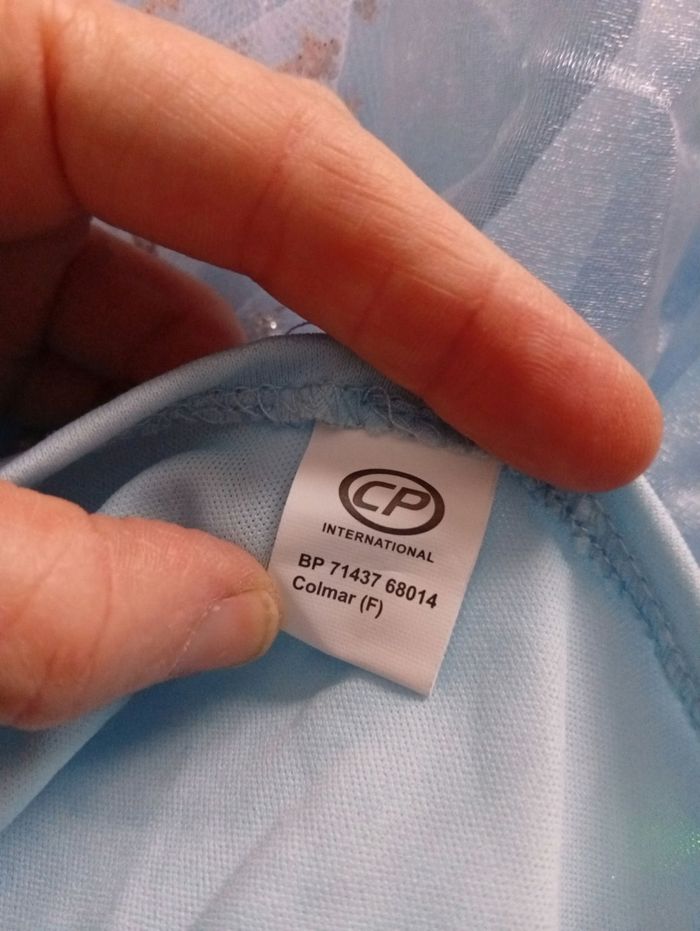 CP
INTERNATIONAL
BP 71437 68014
Colmar (F)